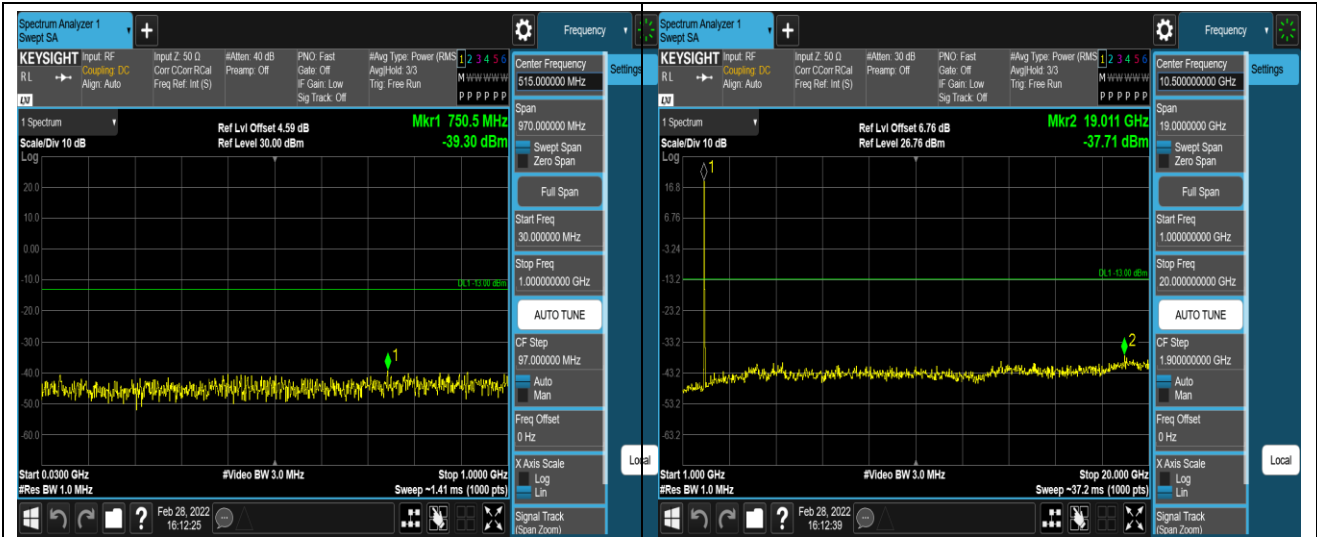 Spectrum Analyzer 1
Swept SA
+
Frequency
KEYSIGHT
Input: RF
Coupling: DC
Align: Auto
Input Z: 50 Ω
Corr CCorr RCal
Freq Ref: Int (S)
#Atten: 40 dB
Preamp: Off
PNO: Fast
Gate: Off
IF Gain: Low
Sig Track: Off
#Avg Type: Power (RMS
Avg|Hold: 3/3
Trig: Free Run
1 2 3 4 5 6
M W W W W W
P P P P P P
R L
LXI
Center Frequency
515.000000 MHz
Settings
1 Spectrum
Scale/Div 10 dB
Log
Ref Lvl Offset 4.59 dB
Ref Level 30.00 dBm
Mkr1 750.5 MHz
-39.30 dBm
Span
970.000000 MHz
Swept Span
Zero Span
Full Span
Start Freq
30.000000 MHz
Stop Freq
1.000000000 GHz
AUTO TUNE
CF Step
97.000000 MHz
Auto
Man
Freq Offset
0 Hz
X Axis Scale
Log
Lin
Signal Track
(Span Zoom)
Local
20.0
10.0
0.00
-10.0
DL1 -13.00 dBm
-20.0
-30.0
1
-40.0
-50.0
-60.0
Start 0.0300 GHz
#Res BW 1.0 MHz
#Video BW 3.0 MHz
Stop 1.0000 GHz
Sweep ~1.41 ms (1000 pts)
?
Feb 28, 2022
16:12:25
Spectrum Analyzer 1
Swept SA
+
Frequency
KEYSIGHT
Input: RF
Coupling: DC
Align: Auto
Input Z: 50 Ω
Corr CCorr RCal
Freq Ref: Int (S)
#Atten: 30 dB
Preamp: Off
PNO: Fast
Gate: Off
IF Gain: Low
Sig Track: Off
#Avg Type: Power (RMS
Avg|Hold: 3/3
Trig: Free Run
1 2 3 4 5 6
M W W W W W
P P P P P P
R L
LXI
Center Frequency
10.500000000 GHz
Settings
1 Spectrum
Scale/Div 10 dB
Log
Ref Lvl Offset 6.76 dB
Ref Level 26.76 dBm
Mkr2 19.011 GHz
-37.71 dBm
Span
19.0000000 GHz
Swept Span
Zero Span
Full Span
Start Freq
1.000000000 GHz
Stop Freq
20.000000000 GHz
AUTO TUNE
CF Step
1.900000000 GHz
Auto
Man
Freq Offset
0 Hz
X Axis Scale
Log
Lin
Signal Track
(Span Zoom)
Local
1
16.8
6.76
-3.24
-13.2
DL1 -13.00 dBm
-23.2
-33.2
2
-43.2
-53.2
-63.2
Start 1.000 GHz
#Res BW 1.0 MHz
#Video BW 3.0 MHz
Stop 20.000 GHz
Sweep ~37.2 ms (1000 pts)
?
Feb 28, 2022
16:12:39